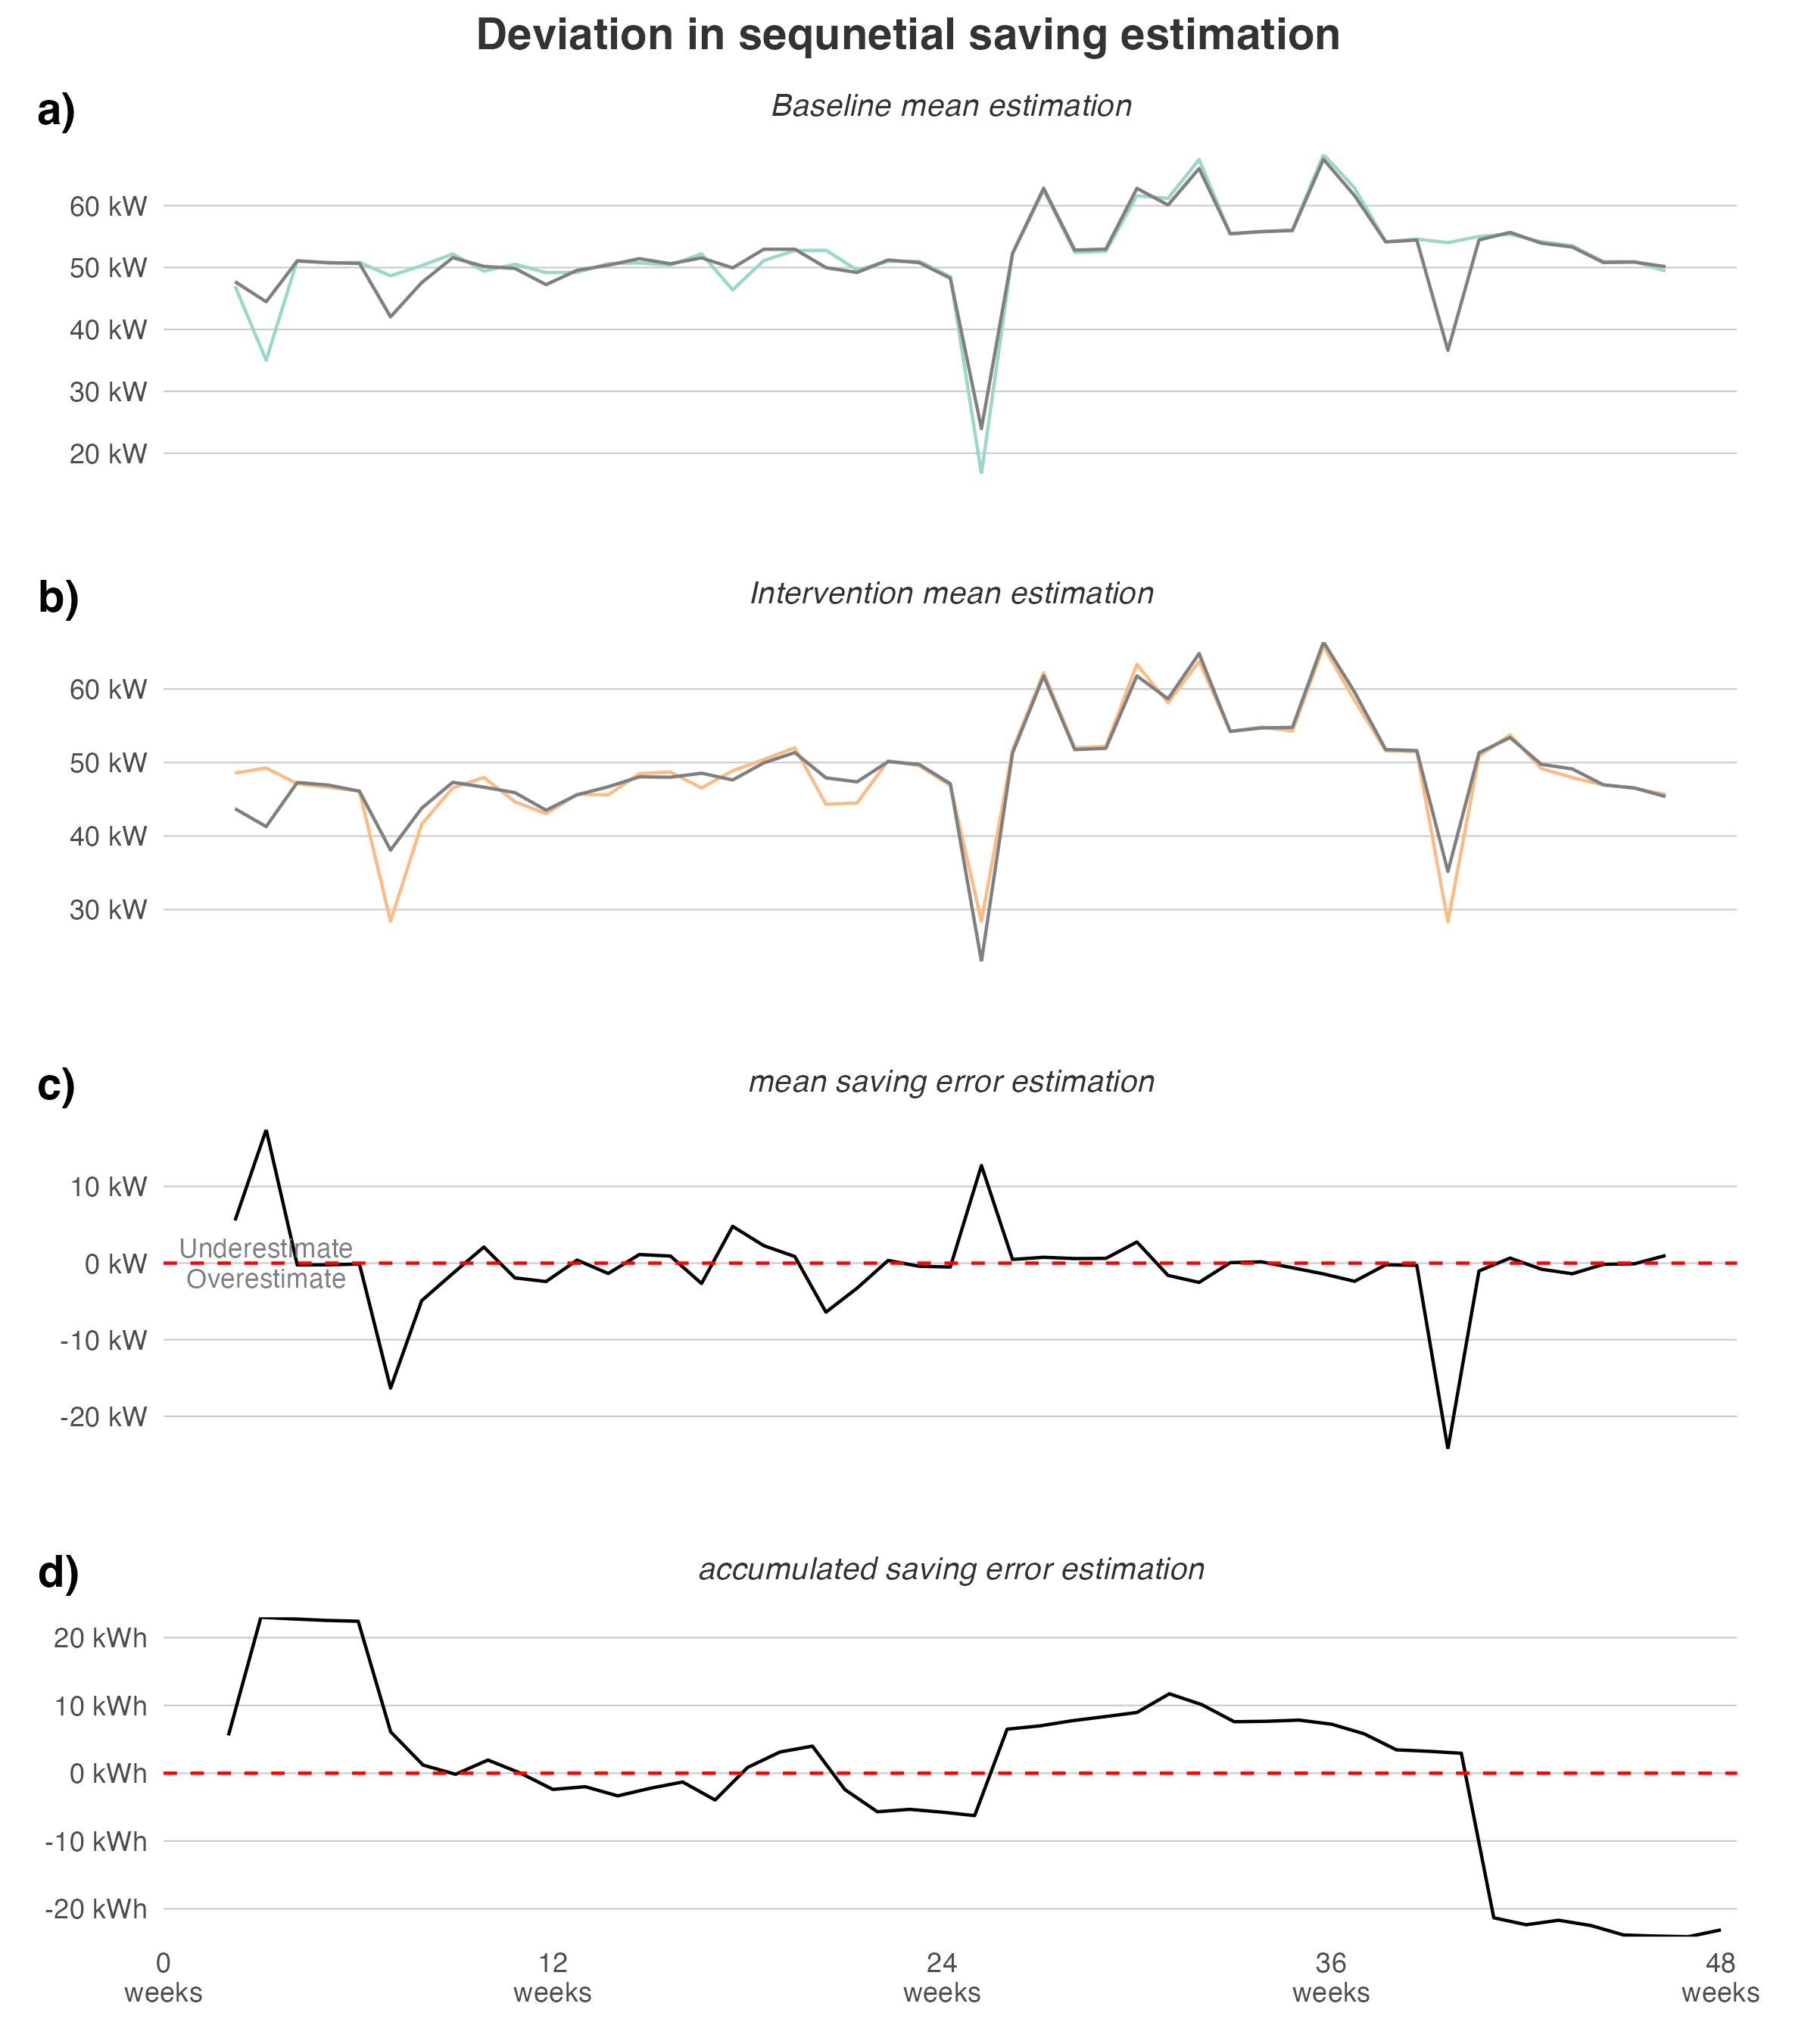 Deviation in sequnetial saving estimation
a)
Baseline mean estimation
60 kW
50 kW
40 kW
30 kW
20 kW
b)
Intervention mean estimation
60 kW
50 kW
40 kW
30 kW
c)
mean saving error estimation
10 kW
Underestimate
0 kW
Overestimate
-10 kW
-20 kW
d)
accumulated saving error estimation
20 kWh
10 kWh
0 kWh
-10 kWh
-20 kWh
0 12 24 36 48
weeks weeks weeks weeks weeks